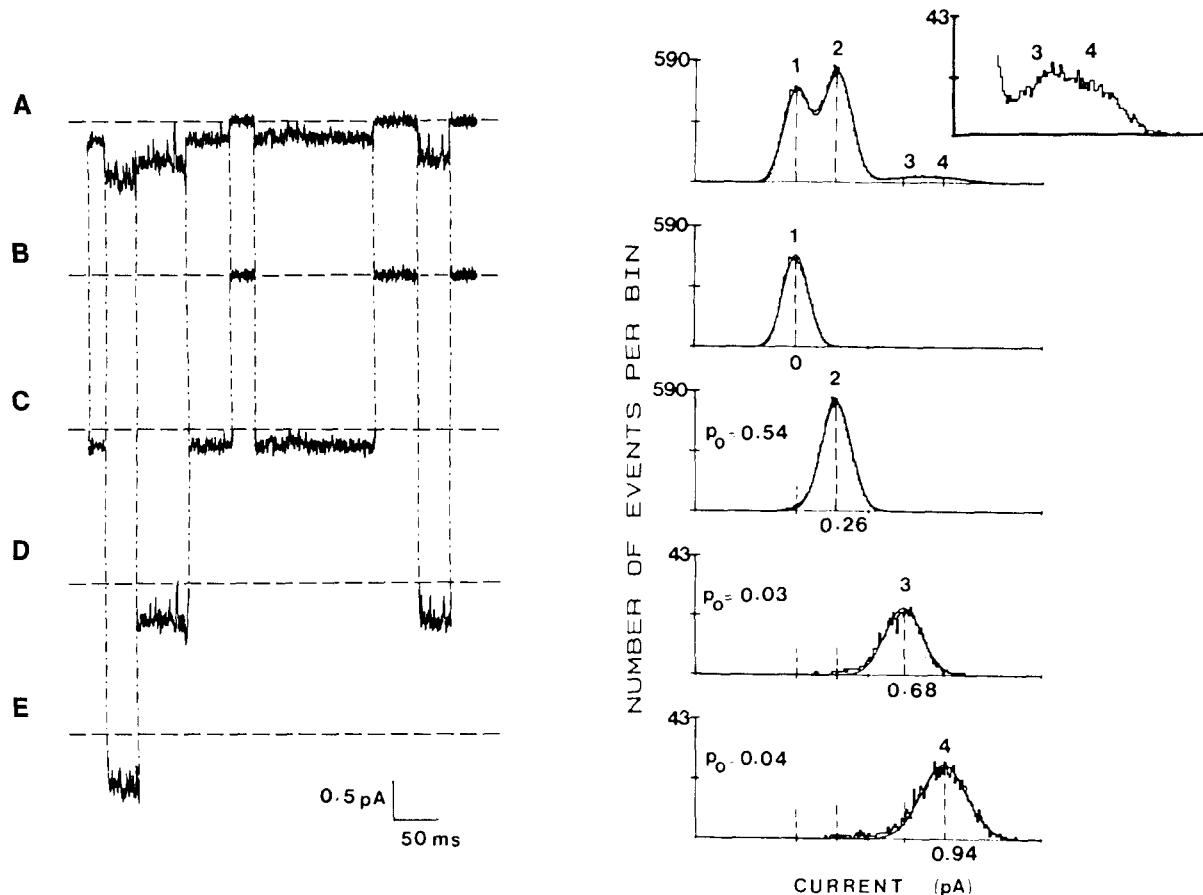 A
B
C
D
E
0.5 pA
50 ms
NUMBER OF EVENTS PER BIN
590
1
2
3
4
43
3
4
590
1
0
590
2
p₀ = 0.54
0.26
43
3
p₀ = 0.03
0.68
43
4
p₀ = 0.04
0.94
CURRENT (pA)